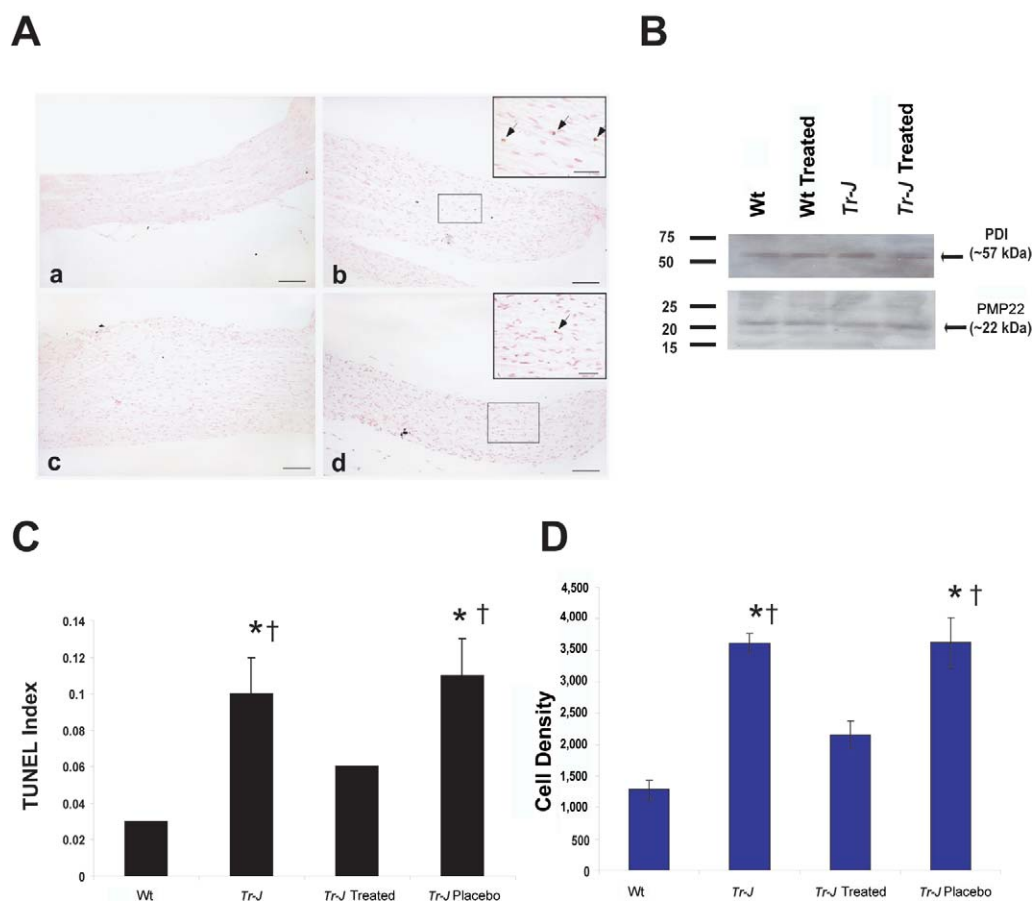 A
a
b
c
d
B
Wt
Wt Treated
Tr-J
Tr-J Treated
75
50
PDI
(~57 kDa)
25
20
15
PMP22
(~22 kDa)
C
TUNEL Index
0.14
0.12
0.1
0.08
0.06
0.04
0.02
0
*†
* †
Wt
Tr-J
Tr-J Treated
Tr-J Placebo
D
Cell Density
4,500
4,000
3,500
3,000
2,500
2,000
1,500
1,000
500
0
*†
* †
Wt
Tr-J
Tr-J Treated
Tr-J Placebo